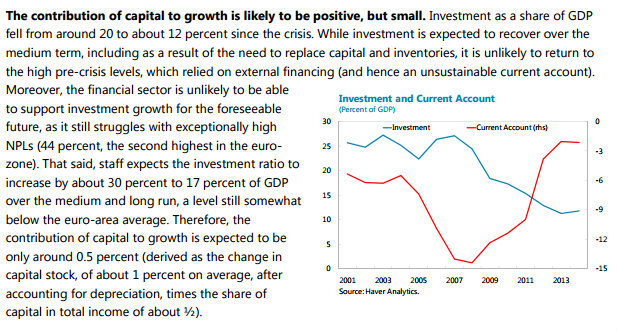 The contribution of capital to growth is likely to be positive, but small. Investment as a share of GDP
fell from around 20 to about 12 percent since the crisis. While investment is expected to recover over the
medium term, including as a result of the need to replace capital and inventories, it is unlikely to return to
the high pre-crisis levels, which relied on external financing (and hence an unsustainable current account).
Moreover, the financial sector is unlikely to be able
to support investment growth for the foreseeable
future, as it still struggles with exceptionally high
NPLs (44 percent, the second highest in the euro-
zone). That said, staff expects the investment ratio to
increase by about 30 percent to 17 percent of GDP
over the medium and long run, a level still somewhat
below the euro-area average. Therefore, the
contribution of capital to growth is expected to be
only around 0.5 percent (derived as the change in
capital stock, of about 1 percent on average, after
accounting for depreciation, times the share of
capital in total income of about ½).
Investment and Current Account
(Percent of GDP)
Investment
Current Account (rhs)
30
25
20
15
10
5
0
0
-3
-6
-9
-12
-15
2001 2003 2005 2007 2009 2011 2013
Source: Haver Analytics.